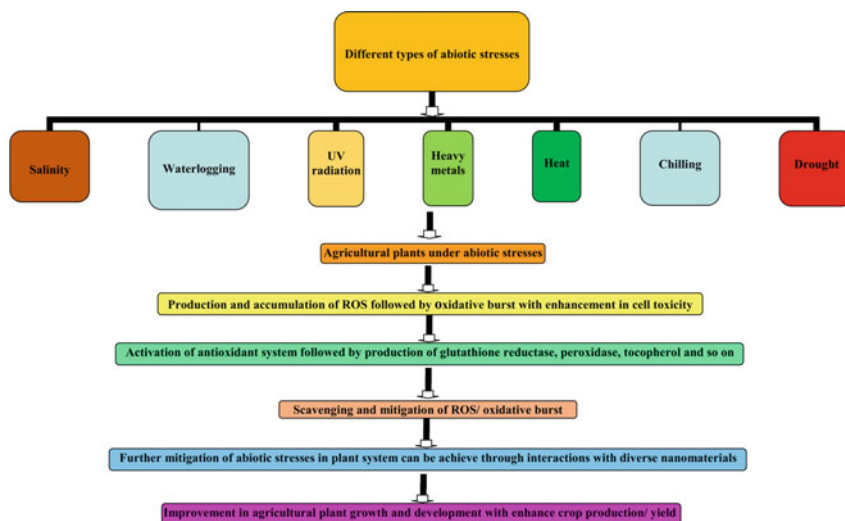 Different types of abiotic stresses
Salinity
Waterlogging
UV
radiation
Heavy
metals
Heat
Chilling
Drought
Agricultural plants under abiotic stresses
Production and accumulation of ROS followed by oxidative burst with enhancement in cell toxicity
Activation of antioxidant system followed by production of glutathione reductase, peroxidase, tocopherol and so on
Scavenging and mitigation of ROS/ oxidative burst
Further mitigation of abiotic stresses in plant system can be achieve through interactions with diverse nanomaterials
Improvement in agricultural plant growth and development with enhance crop production/ yield